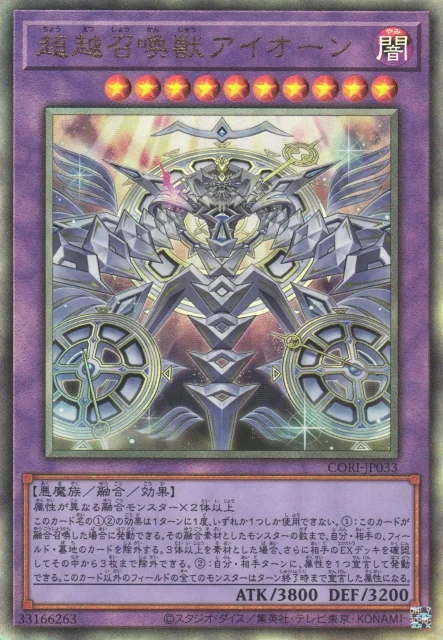 超越召喚獣アイオーン
闇
CORI-JP033
【悪魔族／融合／効果】
属性が異なる融合モンスター×2体以上
このカード名の①②の効果は1ターンに1度、いずれか1つしか使用できない。①：このカードが
融合召喚した場合に発動できる。その融合素材としたモンスターの数まで、自分・相手の、フィー
ルド・墓地のカードを除外する。3体以上を素材とした場合、さらに相手のEXデッキを確認
してその中から3枚まで除外できる。②：自分・相手ターンに、属性を1つ宣言して発動
できる。このカード以外のフィールドの全てのモンスターはターン終了時まで宣言した属性になる。
ATK/3800 DEF/3200
33166263
©スタジオ・ダイス／集英社・テレビ東京・KONAMI